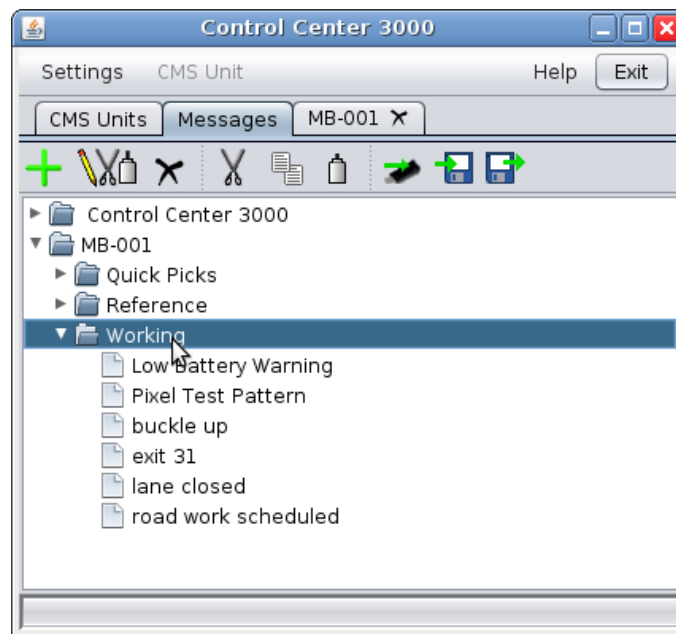 Control Center 3000
Settings CMS Unit Help Exit
CMS Units Messages MB-001
Control Center 3000
MB-001
Quick Picks
Reference
Working
Low Battery Warning
Pixel Test Pattern
buckle up
exit 31
lane closed
road work scheduled